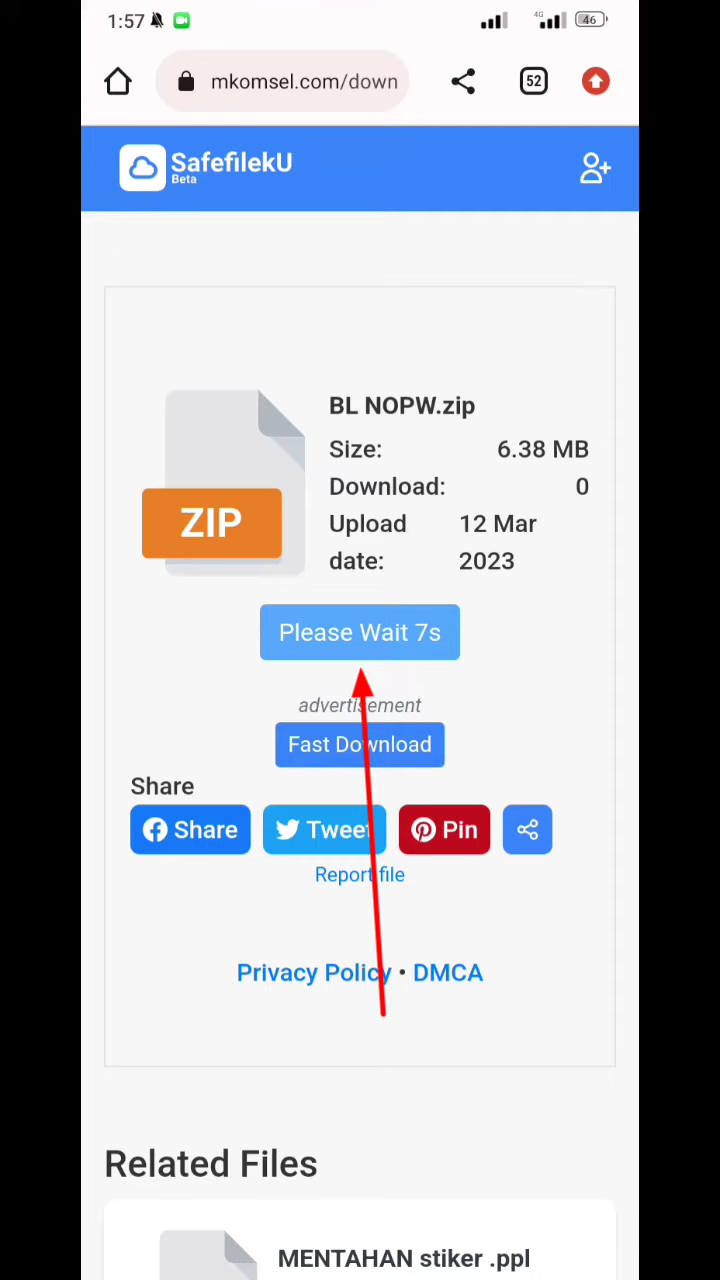 1:57
4G
46
mkomsel.com/down
52
SafefilekU
Beta
BL NOPW.zip
ZIP
Size: 6.38 MB
Download: 0
Upload date: 12 Mar 2023
Please Wait 7s
advertisement
Fast Download
Share
Share
Tweet
Pin
Report file
Privacy Policy • DMCA
Related Files
MENTAHAN stiker .ppl